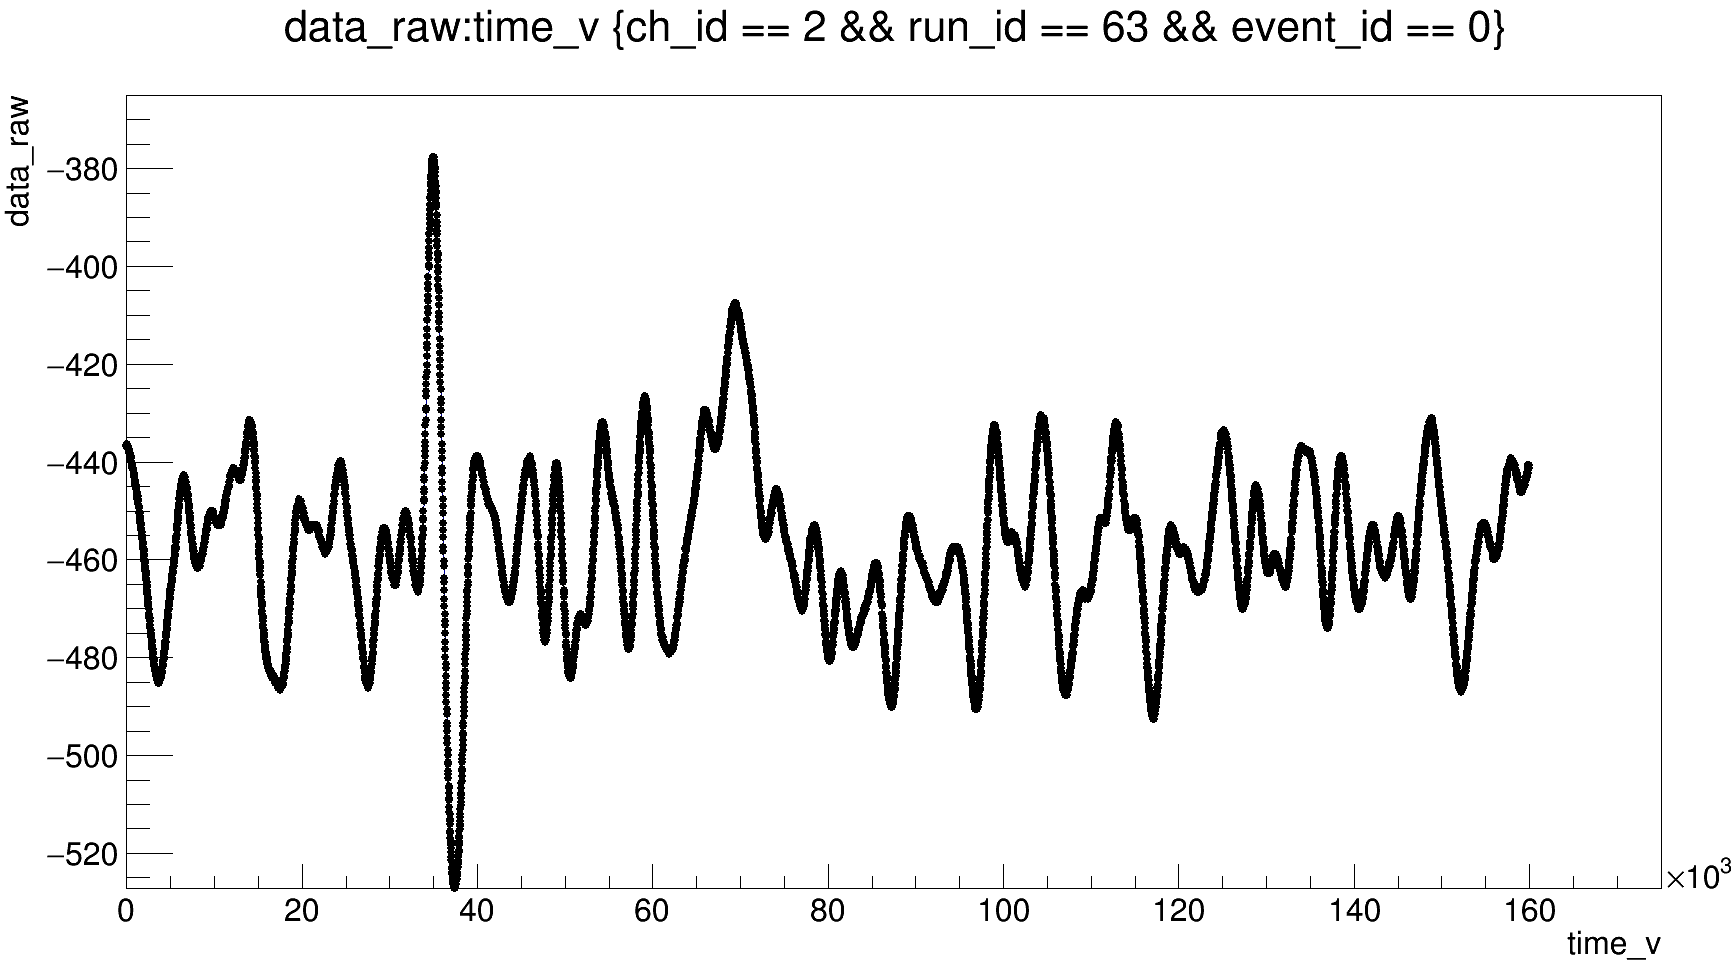 data_raw:time_v {ch_id == 2 && run_id == 63 && event_id == 0}
data_raw
−380
−400
−420
−440
−460
−480
−500
−520
0 20 40 60 80 100 120 140 160
×10³
time_v